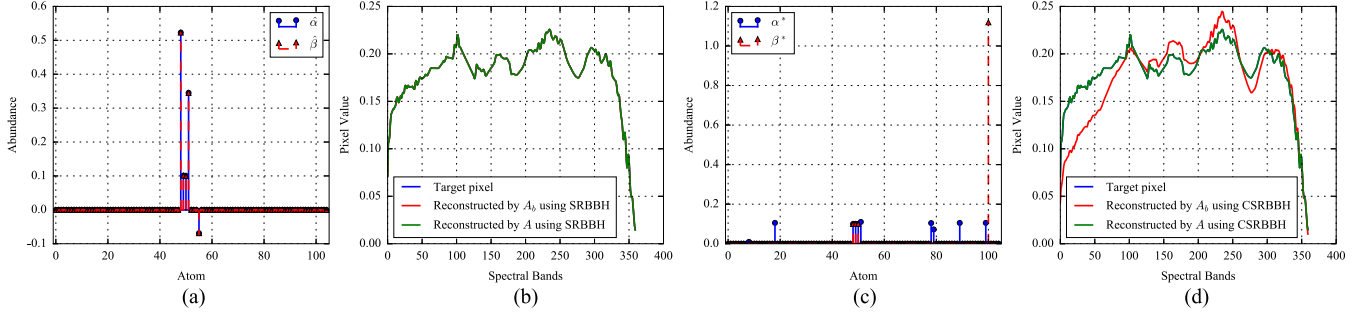 0.6
0.5
0.4
0.3
0.2
0.1
0.0
−0.1
Abundance
0 20 40 60 80 100
Atom
α̂
β̂
(a)
0.25
0.20
0.15
0.10
0.05
0.00
Pixel Value
0 50 100 150 200 250 300 350 400
Spectral Bands
Target pixel
Reconstructed by A_b using SRBBH
Reconstructed by A using SRBBH
(b)
1.2
1.0
0.8
0.6
0.4
0.2
0.0
Abundance
0 20 40 60 80 100
Atom
α*
β*
(c)
0.25
0.20
0.15
0.10
0.05
0.00
Pixel Value
0 50 100 150 200 250 300 350 400
Spectral Bands
Target pixel
Reconstructed by A_b using CSRBBH
Reconstructed by A using CSRBBH
(d)